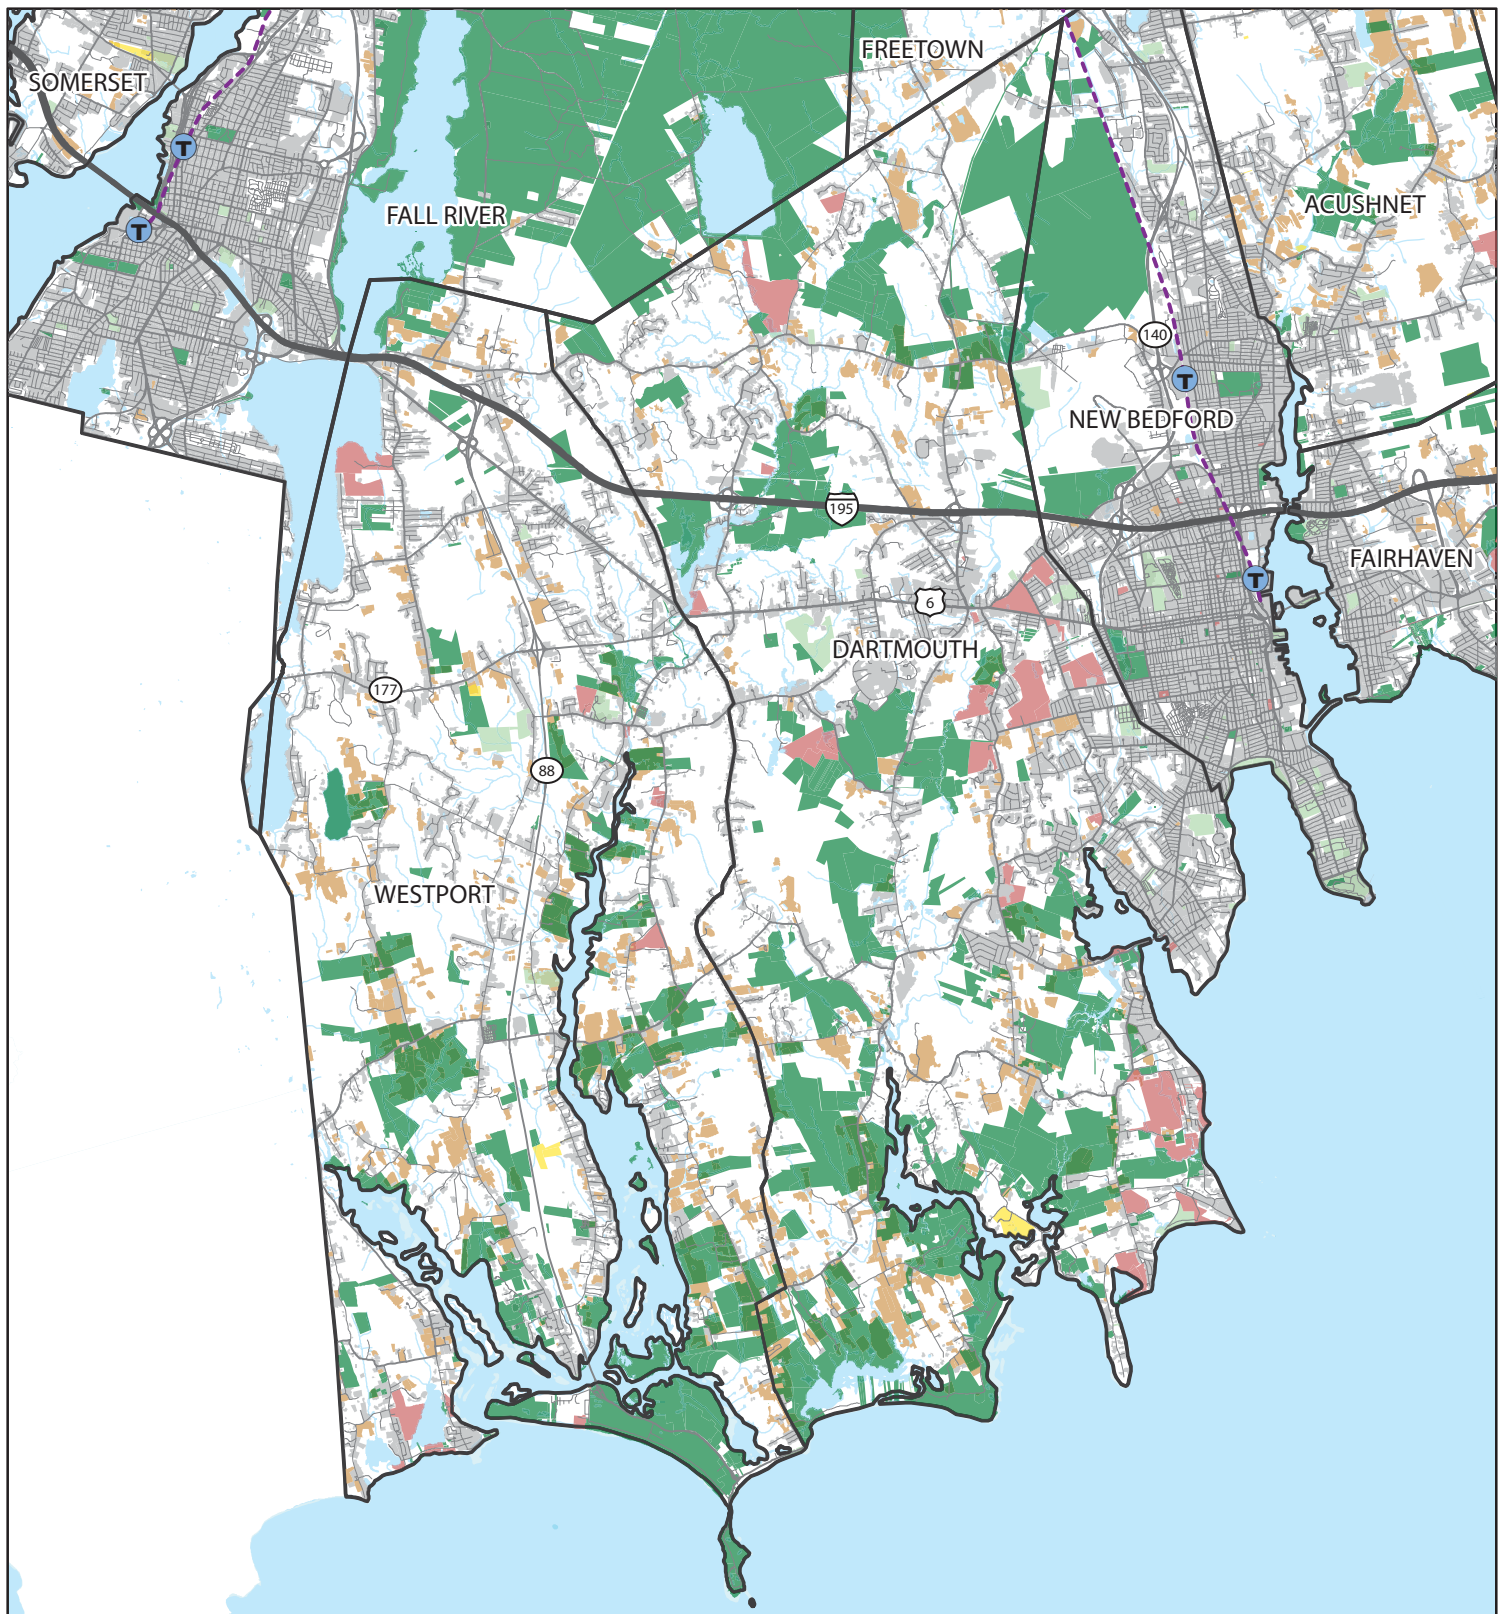 FREETOWN
SOMERSET
T
ACUSHNET
FALL RIVER
T
140
T
NEW BEDFORD
195
FAIRHAVEN
T
6
DARTMOUTH
177
88
WESTPORT